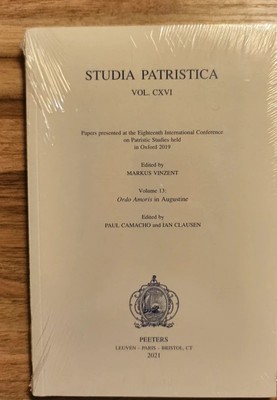 STUDIA PATRISTICA
VOL. CXVI
Papers presented at the Eighteenth International Conference
on Patristic Studies held
in Oxford 2019
Edited by
MARKUS VINZENT
Volume 13:
Ordo Amoris in Augustine
Edited by
PAUL CAMACHO and IAN CLAUSEN
PEETERS
LEUVEN – PARIS – BRISTOL, CT
2021